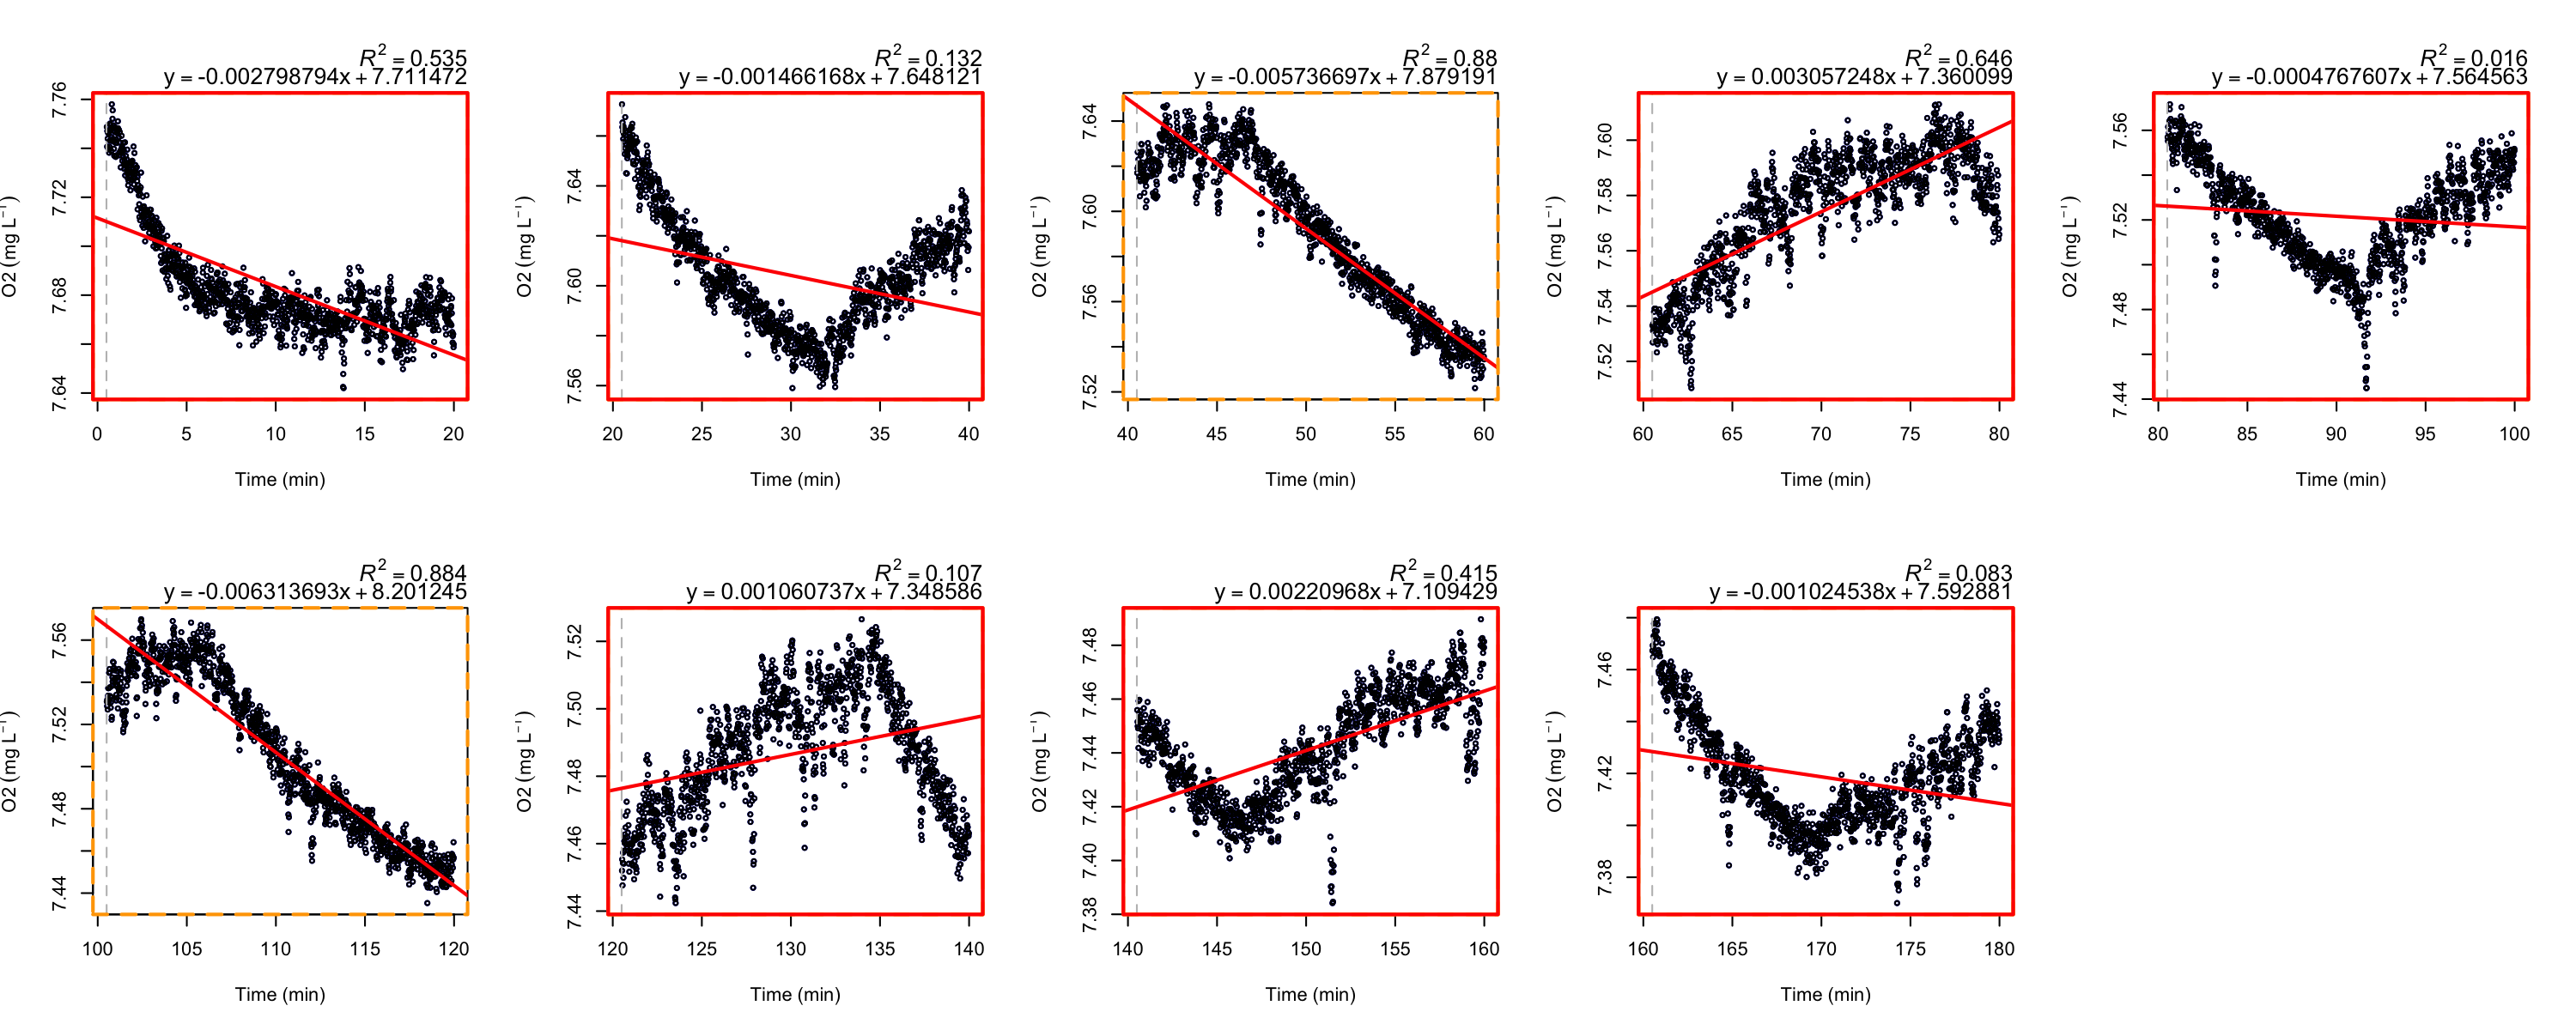 R² = 0.535
y = -0.002798794x + 7.711472
O2 (mg L⁻¹)
7.64 7.68 7.72 7.76
0 5 10 15 20
Time (min)
R² = 0.132
y = -0.001466168x + 7.648121
O2 (mg L⁻¹)
7.56 7.60 7.64
20 25 30 35 40
Time (min)
R² = 0.88
y = -0.005736697x + 7.879191
O2 (mg L⁻¹)
7.52 7.56 7.60 7.64
40 45 50 55 60
Time (min)
R² = 0.646
y = 0.003057248x + 7.360099
O2 (mg L⁻¹)
7.52 7.54 7.56 7.58 7.60
60 65 70 75 80
Time (min)
R² = 0.016
y = -0.0004767607x + 7.564563
O2 (mg L⁻¹)
7.44 7.48 7.52 7.56
80 85 90 95 100
Time (min)
R² = 0.884
y = -0.006313693x + 8.201245
O2 (mg L⁻¹)
7.44 7.48 7.52 7.56
100 105 110 115 120
Time (min)
R² = 0.107
y = 0.001060737x + 7.348586
O2 (mg L⁻¹)
7.44 7.46 7.48 7.50 7.52
120 125 130 135 140
Time (min)
R² = 0.415
y = 0.00220968x + 7.109429
O2 (mg L⁻¹)
7.38 7.40 7.42 7.44 7.46 7.48
140 145 150 155 160
Time (min)
R² = 0.083
y = -0.001024538x + 7.592881
O2 (mg L⁻¹)
7.38 7.42 7.46
160 165 170 175 180
Time (min)